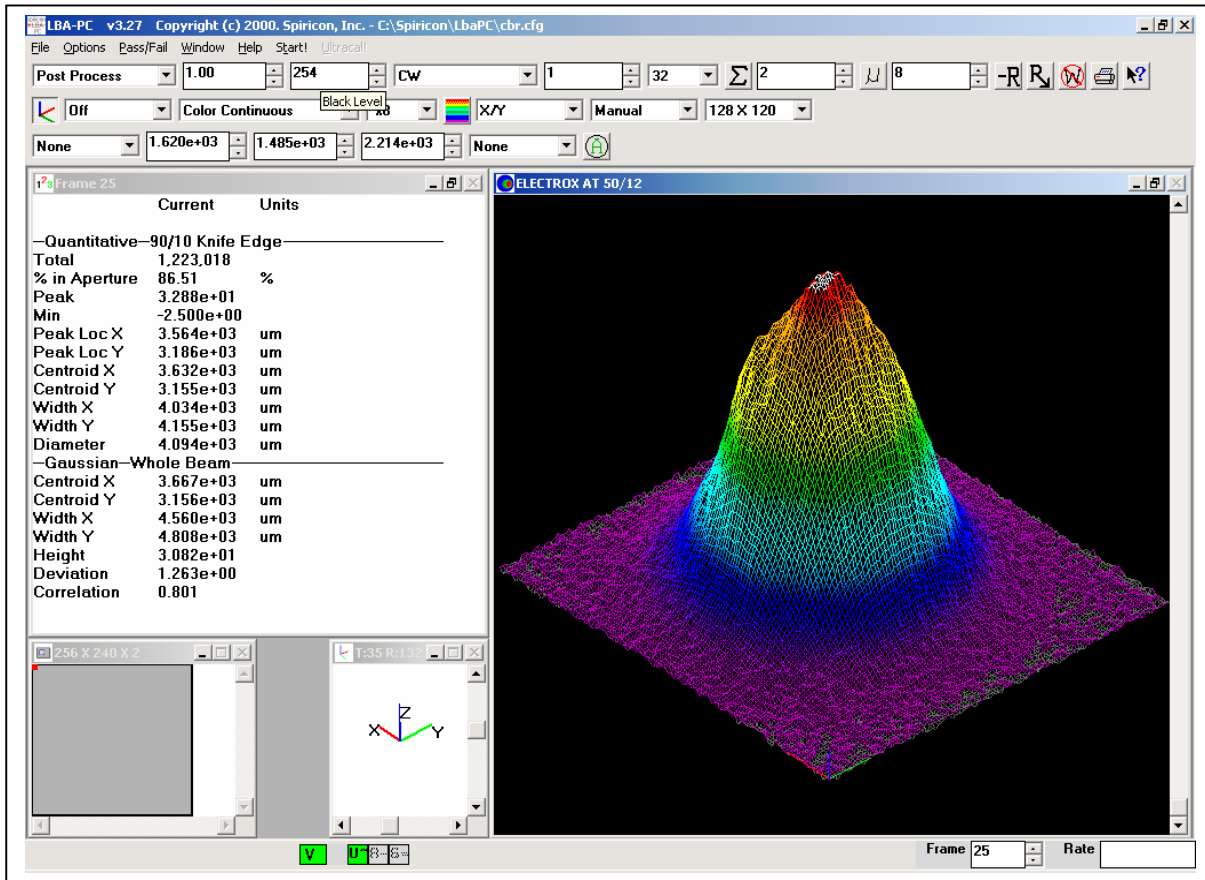 LBA-PC v3.27 Copyright (c) 2000. Spiricon, Inc. - C:\Spiricon\LbaPC\cbr.cfg
File Options Pass/Fail Window Help Start! Ultracal!
Post Process 1.00 254 CW 1 32 Σ 2 μ 8 -R R W ?
Black Level
Off Color Continuous x8 X/Y Manual 128 X 120
None 1.620e+03 1.485e+03 2.214e+03 None A
123 Frame 25
Current Units
Quantitative—90/10 Knife Edge
Total 1,223,018
% in Aperture 86.51 %
Peak 3.288e+01
Min -2.500e+00
Peak Loc X 3.564e+03 um
Peak Loc Y 3.186e+03 um
Centroid X 3.632e+03 um
Centroid Y 3.155e+03 um
Width X 4.034e+03 um
Width Y 4.155e+03 um
Diameter 4.094e+03 um
Gaussian—Whole Beam
Centroid X 3.667e+03 um
Centroid Y 3.156e+03 um
Width X 4.560e+03 um
Width Y 4.808e+03 um
Height 3.082e+01
Deviation 1.263e+00
Correlation 0.801
ELECTROX AT 50/12
256 X 240 X 2
T:35 R:132
Z
X Y
V U
Frame 25 Rate